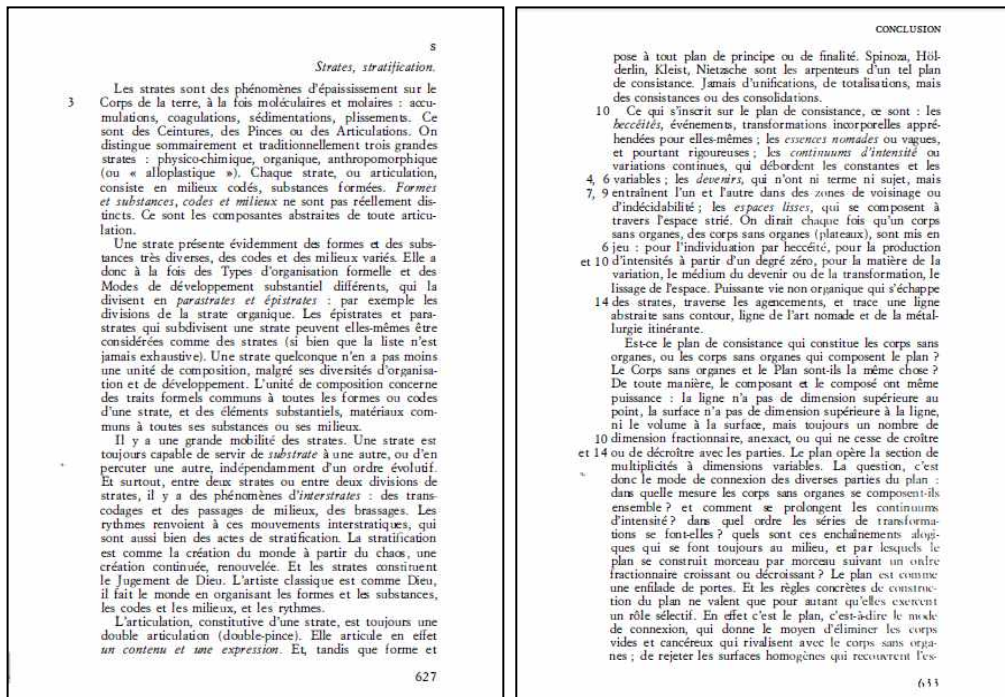 s
Strates, stratification.
Les strates sont des phénomènes d'épaississement sur le
3 Corps de la terre, à la fois moléculaires et molaires : accu-
mulations, coagulations, sédimentations, plissements. Ce
sont des Ceintures, des Pinces ou des Articulations. On
distingue sommairement et traditionnellement trois grandes
strates : physico-chimique, organique, anthropomorphique
(ou « alloplastique »). Chaque strate, ou articulation,
consiste en milieux codés, substances formées. Formes
et substances, codes et milieux ne sont pas réellement dis-
tincts. Ce sont les composantes abstraites de toute articu-
lation.
Une strate présente évidemment des formes et des subs-
tances très diverses, des codes et des milieux variés. Elle a
donc à la fois des Types d'organisation formelle et des
Modes de développement substantiel différents, qui la
divisent en parastrates et épistrates : par exemple les
divisions de la strate organique. Les épistrates et para-
strates qui subdivisent une strate peuvent elles-mêmes être
considérées comme des strates (si bien que la liste n'est
jamais exhaustive). Une strate quelconque n'en a pas moins
une unité de composition, malgré ses diversités d'organisa-
tion et de développement. L'unité de composition concerne
des traits formels communs à toutes les formes ou codes
d'une strate, et des éléments substantiels, matériaux com-
muns à toutes ses substances ou ses milieux.
Il y a une grande mobilité des strates. Une strate est
toujours capable de servir de substrate à une autre, ou d'en
percuter une autre, indépendamment d'un ordre évolutif.
Et surtout, entre deux strates ou entre deux divisions de
strates, il y a des phénomènes d'interstrates : des trans-
codages et des passages de milieux, des brassages. Les
rythmes renvoient à ces mouvements interstratiques, qui
sont aussi bien des actes de stratification. La stratification
est comme la création du monde à partir du chaos, une
création continuée, renouvelée. Et les strates constituent
le Jugement de Dieu. L'artiste classique est comme Dieu,
il fait le monde en organisant les formes et les substances,
les codes et les milieux, et les rythmes.
L'articulation, constitutive d'une strate, est toujours une
double articulation (double-pince). Elle articule en effet
un contenu et une expression. Et, tandis que forme et
627
CONCLUSION
pose à tout plan de principe ou de finalité. Spinoza, Höl-
derlin, Kleist, Nietzsche sont les arpenteurs d'un tel plan
de consistance. Jamais d'unifications, de totalisations, mais
des consistances ou des consolidations.
10 Ce qui s'inscrit sur le plan de consistance, ce sont : les
heccéités, événements, transformations incorporelles appré-
hendées pour elles-mêmes ; les essences nomades ou vagues,
et pourtant rigoureuses ; les continuums d'intensité ou
variations continues, qui débordent les constantes et les
4, 6 variables ; les devenirs, qui n'ont ni terme ni sujet, mais
7, 9 entraînent l'un et l'autre dans des zones de voisinage ou
d'indécidabilité ; les espaces lisses, qui se composent à
travers l'espace strié. On dirait chaque fois qu'un corps
sans organes, des corps sans organes (plateaux), sont mis en
6 jeu : pour l'individuation par heccéité, pour la production
et 10 d'intensités à partir d'un degré zéro, pour la matière de la
variation, le médium du devenir ou de la transformation, le
lissage de l'espace. Puissante vie non organique qui s'échappe
14 des strates, traverse les agencements, et trace une ligne
abstraite sans contour, ligne de l'art nomade et de la métal-
lurgie itinérante.
Est-ce le plan de consistance qui constitue les corps sans
organes, ou les corps sans organes qui composent le plan ?
Le Corps sans organes et le Plan sont-ils la même chose ?
De toute manière, le composant et le composé ont même
puissance : la ligne n'a pas de dimension supérieure au
point, la surface n'a pas de dimension supérieure à la ligne,
ni le volume à la surface, mais toujours un nombre de
10 dimension fractionnaire, anexact, ou qui ne cesse de croître
et 14 ou de décroître avec les parties. Le plan opère la section de
multiplicités à dimensions variables. La question, c'est
donc le mode de connexion des diverses parties du plan :
dans quelle mesure les corps sans organes se composent-ils
ensemble ? et comment se prolongent les continuums
d'intensité ? dans quel ordre les séries de transforma-
tions se font-elles ? quels sont ces enchaînements alogi-
ques qui se font toujours au milieu, et par lesquels le
plan se construit morceau par morceau suivant un ordre
fractionnaire croissant ou décroissant ? Le plan est comme
une enfilade de portes. Et les règles concrètes de construc-
tion du plan ne valent que pour autant qu'elles exercent
un rôle sélectif. En effet c'est le plan, c'est-à-dire le mode
de connexion, qui donne le moyen d'éliminer les corps
vides et cancéreux qui rivalisent avec le corps sans orga-
nes ; de rejeter les surfaces homogènes qui recouvrent l'es-
633